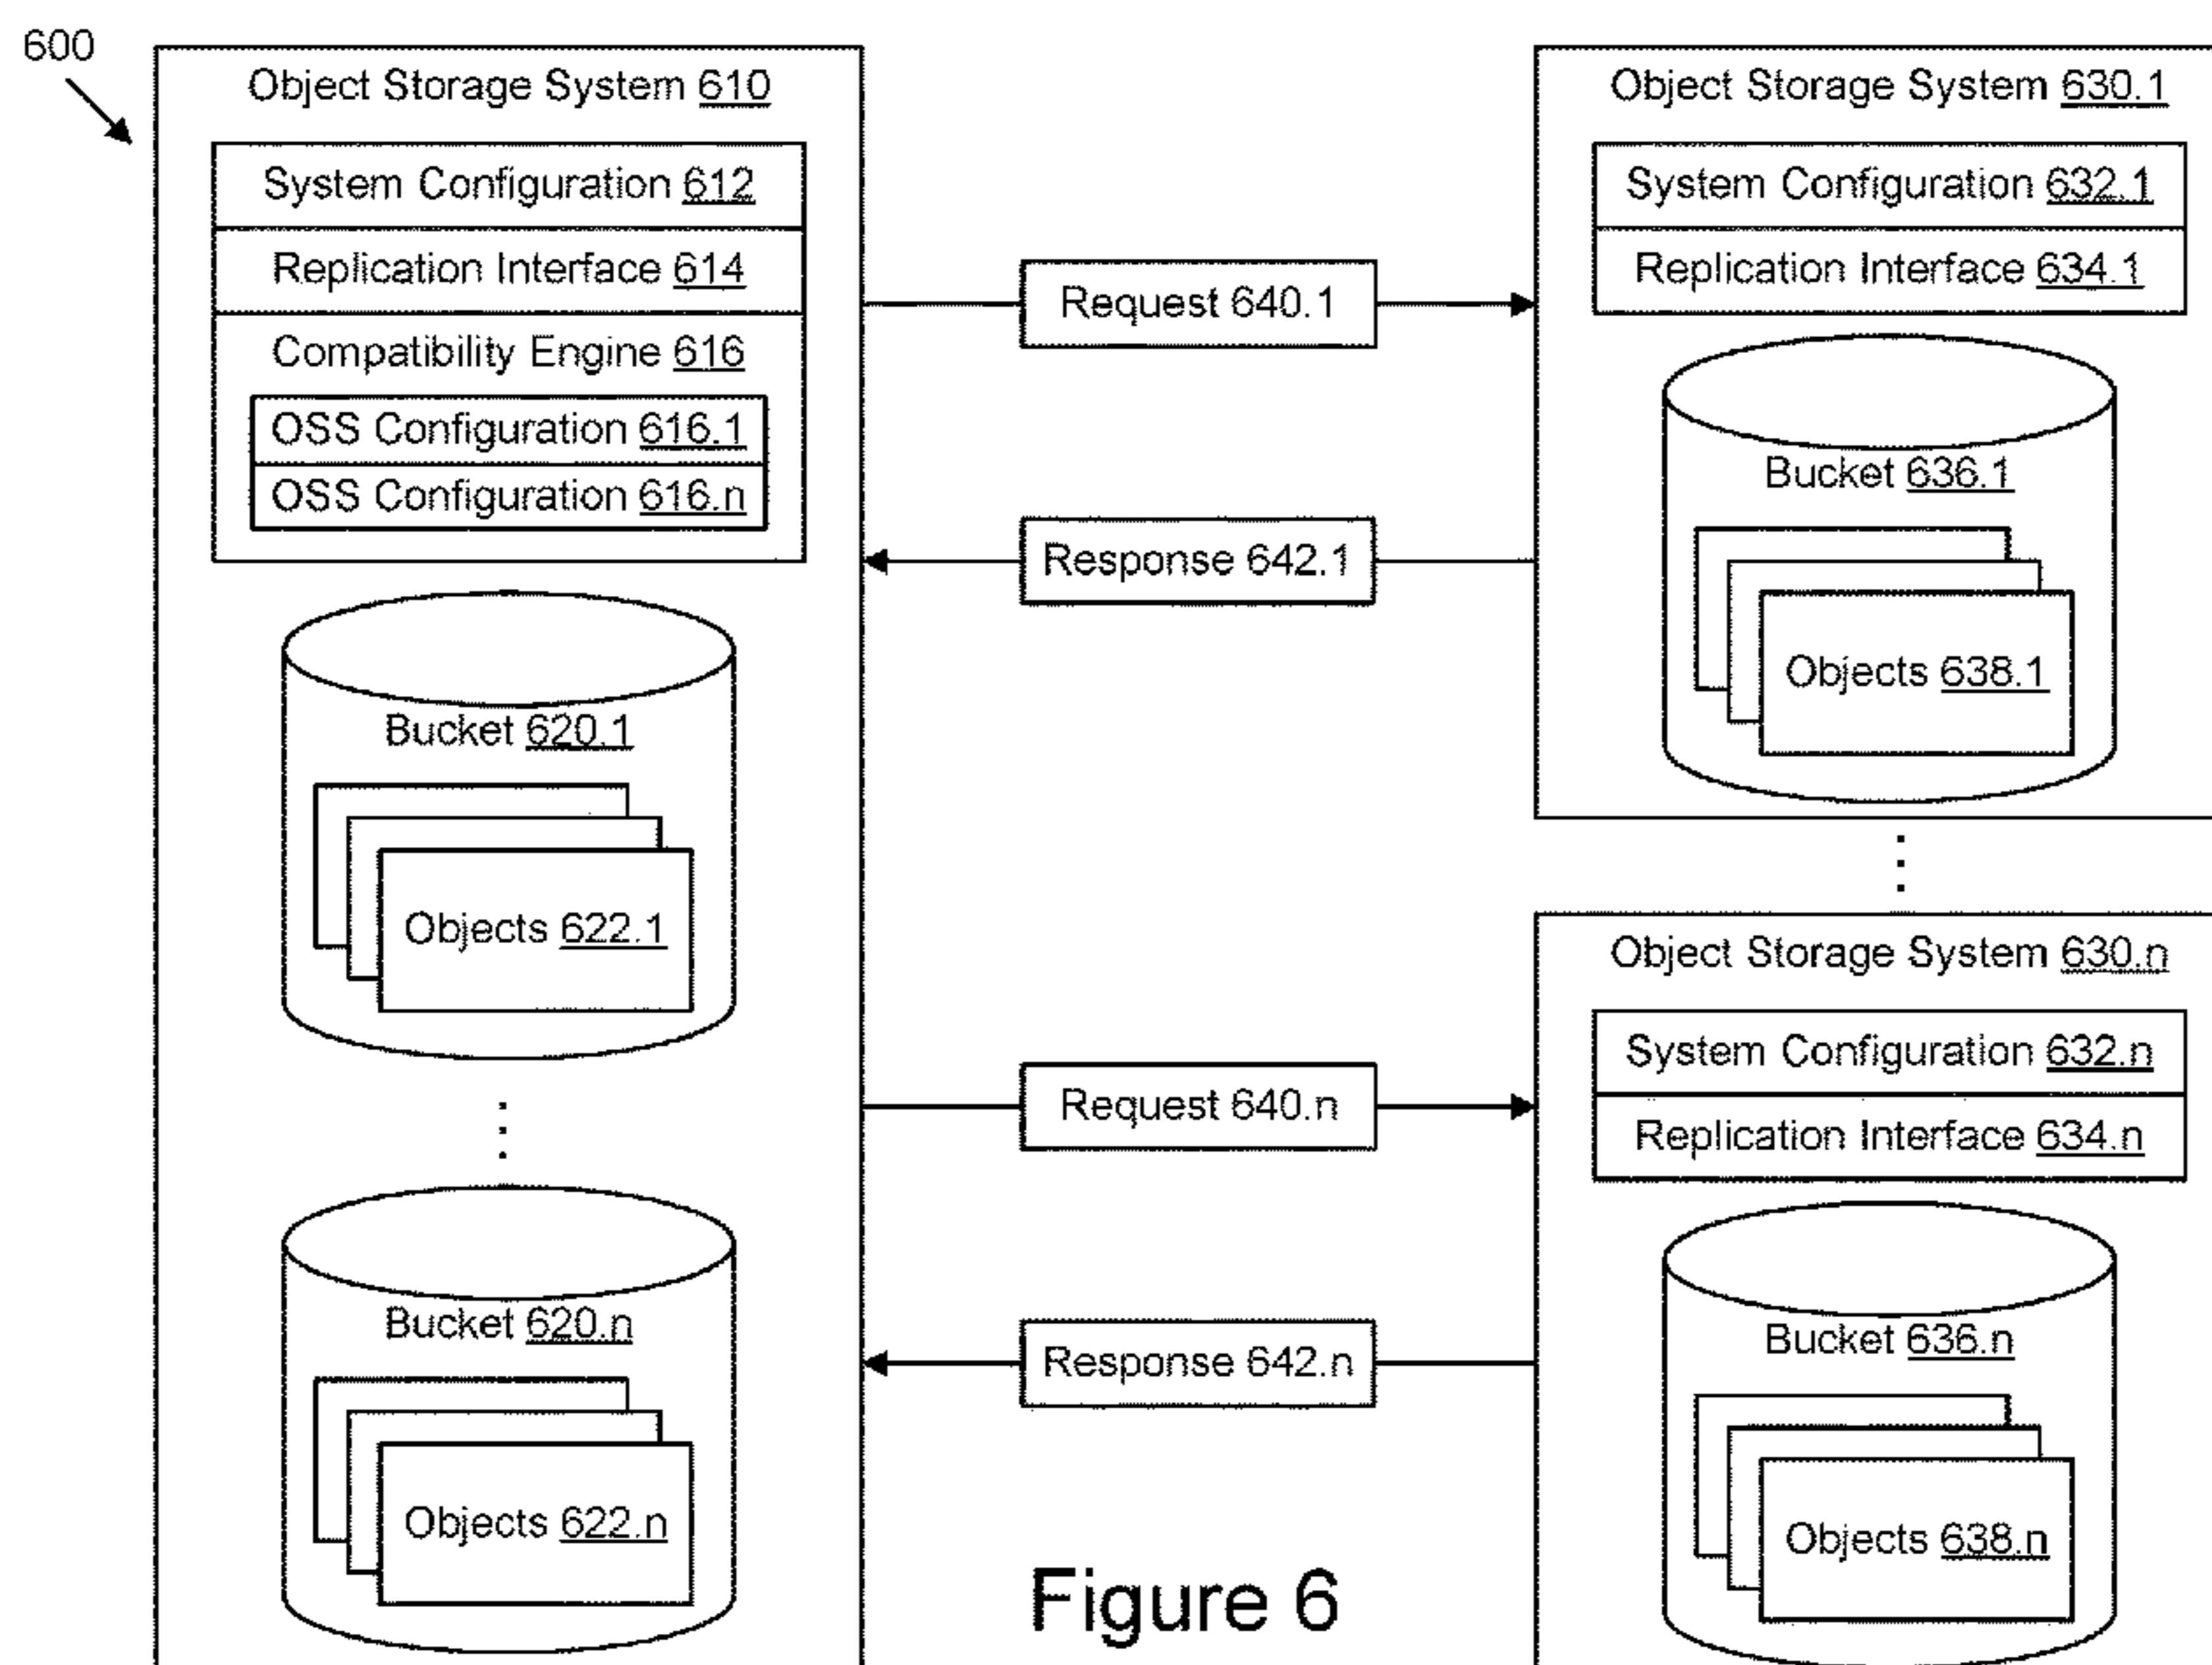 600
Object Storage System 610
System Configuration 612
Replication Interface 614
Compatibility Engine 616
OSS Configuration 616.1
OSS Configuration 616.n
Bucket 620.1
Objects 622.1
Bucket 620.n
Objects 622.n
Request 640.1
Response 642.1
Request 640.n
Response 642.n
Object Storage System 630.1
System Configuration 632.1
Replication Interface 634.1
Bucket 636.1
Objects 638.1
Object Storage System 630.n
System Configuration 632.n
Replication Interface 634.n
Bucket 636.n
Objects 638.n
Figure 6